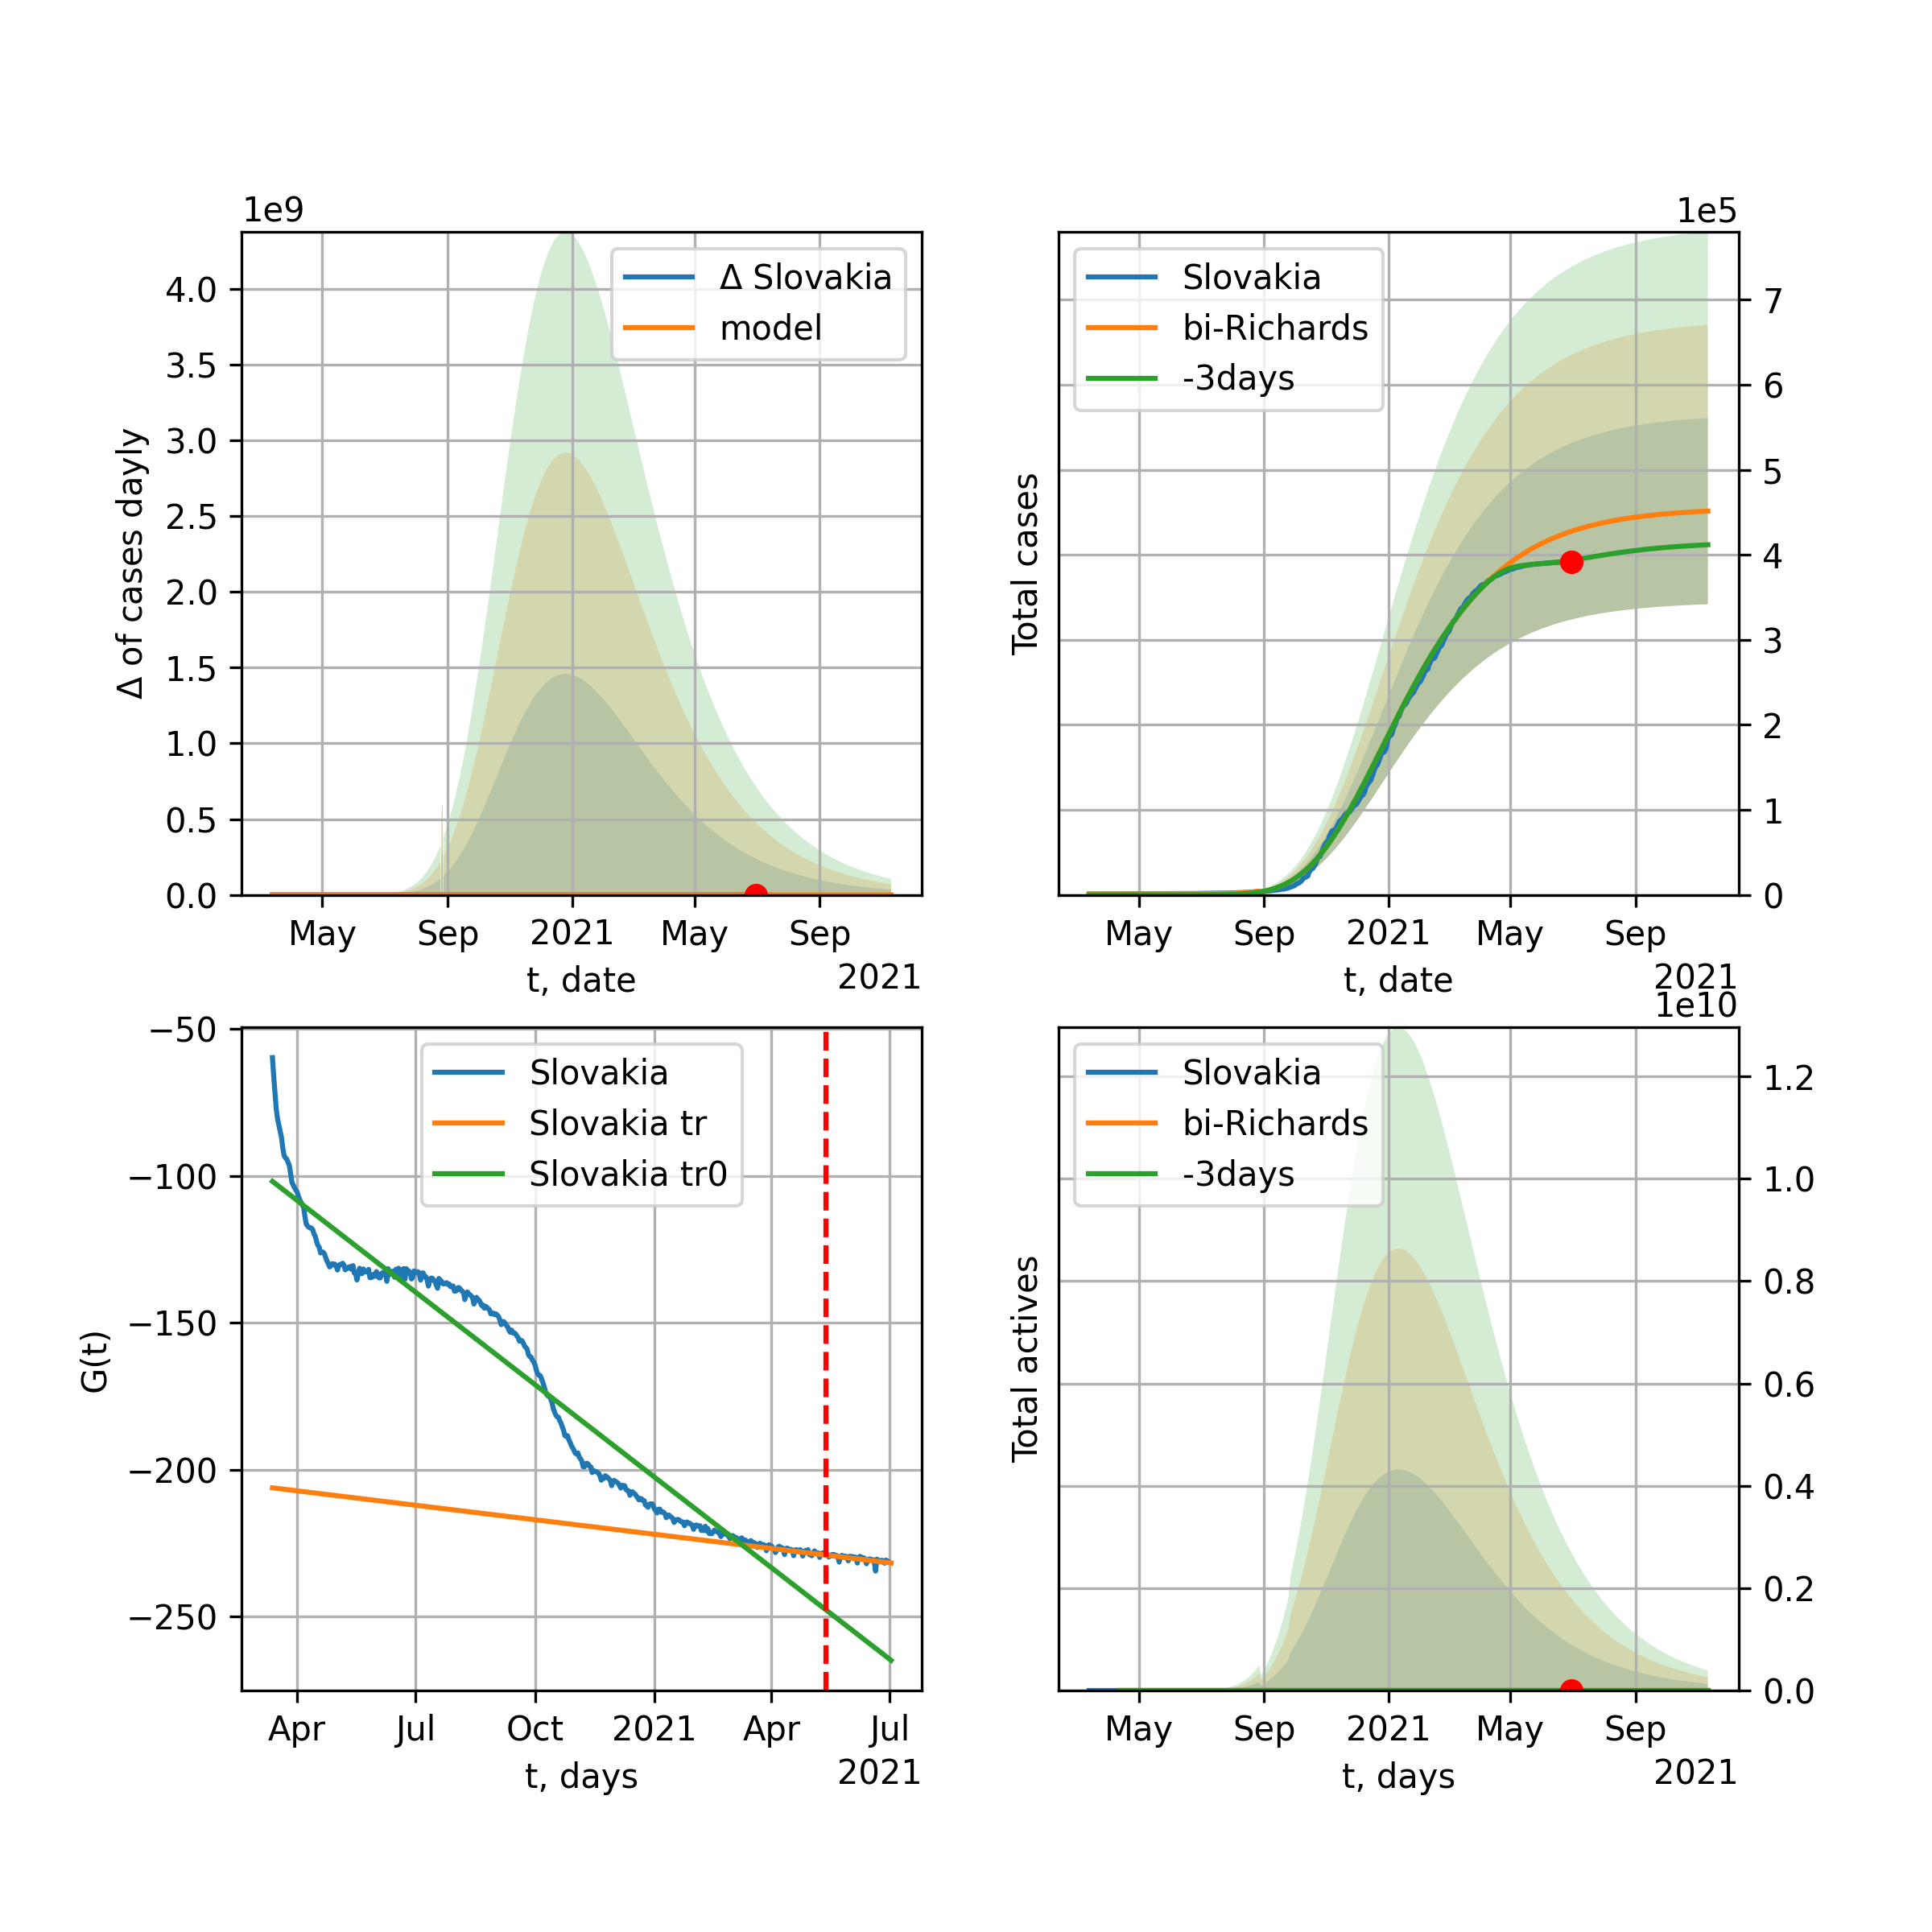 1e9
Δ of cases dayly
4.0
3.5
3.0
2.5
2.0
1.5
1.0
0.5
0.0
Δ Slovakia
model
May Sep 2021 May Sep
t, date
2021
1e5
Total cases
Slovakia
bi-Richards
-3days
7
6
5
4
3
2
1
0
May Sep 2021 May Sep
t, date
2021
G(t)
−50
−100
−150
−200
−250
Slovakia
Slovakia tr
Slovakia tr0
Apr Jul Oct 2021 Apr Jul
t, days
2021
1e10
Total actives
Slovakia
bi-Richards
-3days
1.2
1.0
0.8
0.6
0.4
0.2
0.0
May Sep 2021 May Sep
t, days
2021